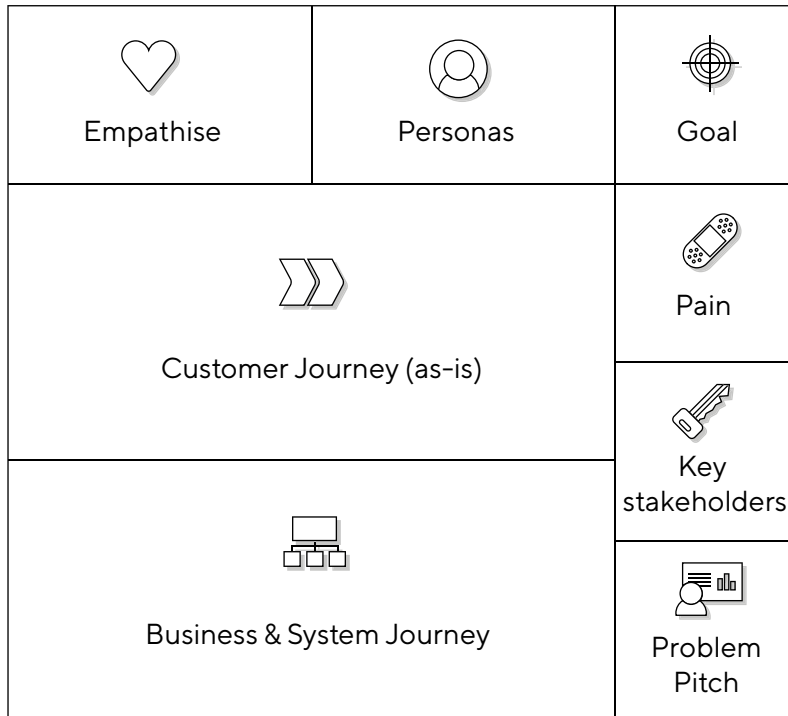 Empathise
Personas
Goal
Customer Journey (as-is)
Pain
Key
stakeholders
Business & System Journey
Problem
Pitch